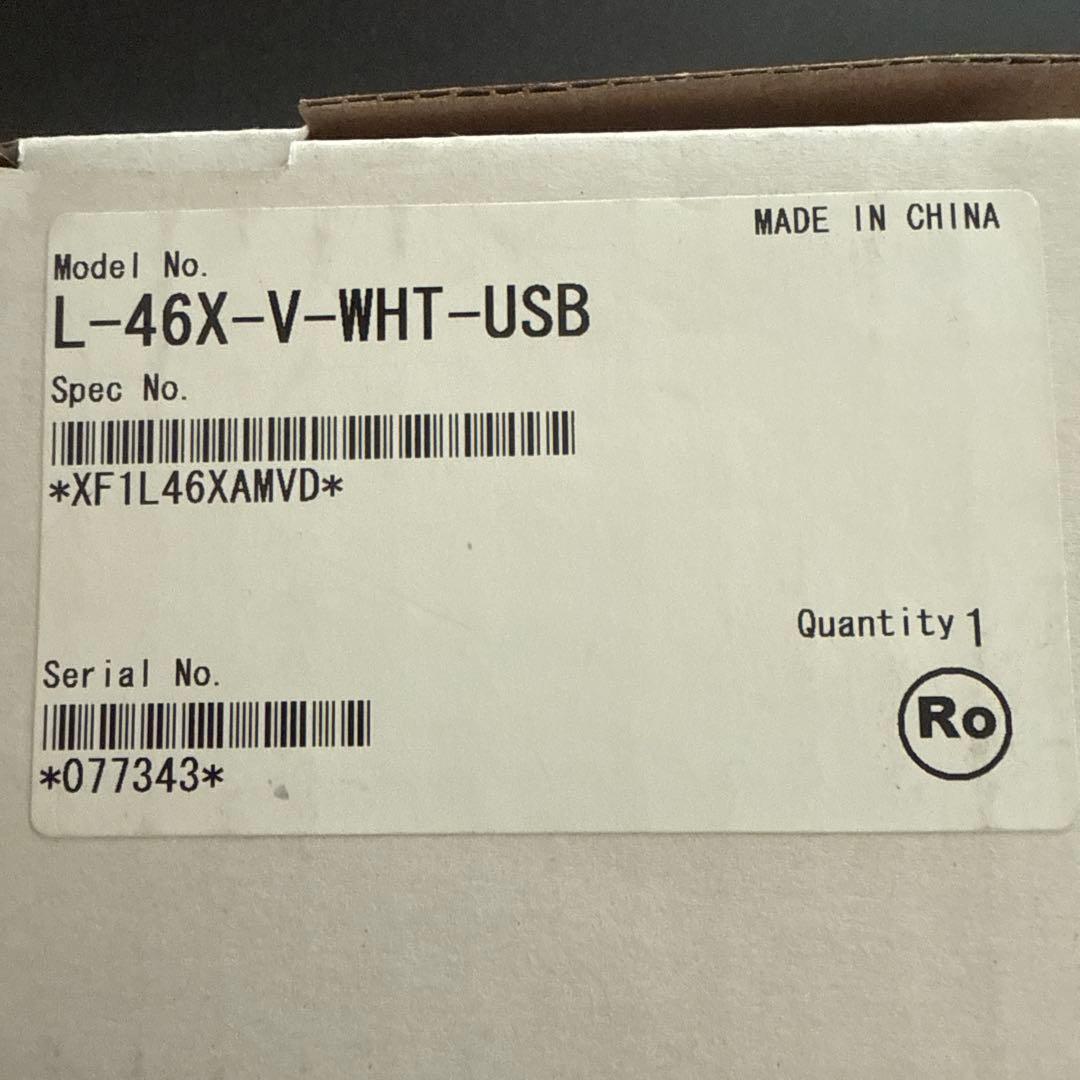 MADE IN CHINA
Model No.
L-46X-V-WHT-USB
Spec No.
*XF1L46XAMVD*
Quantity 1
Serial No.
Ro
*077343*